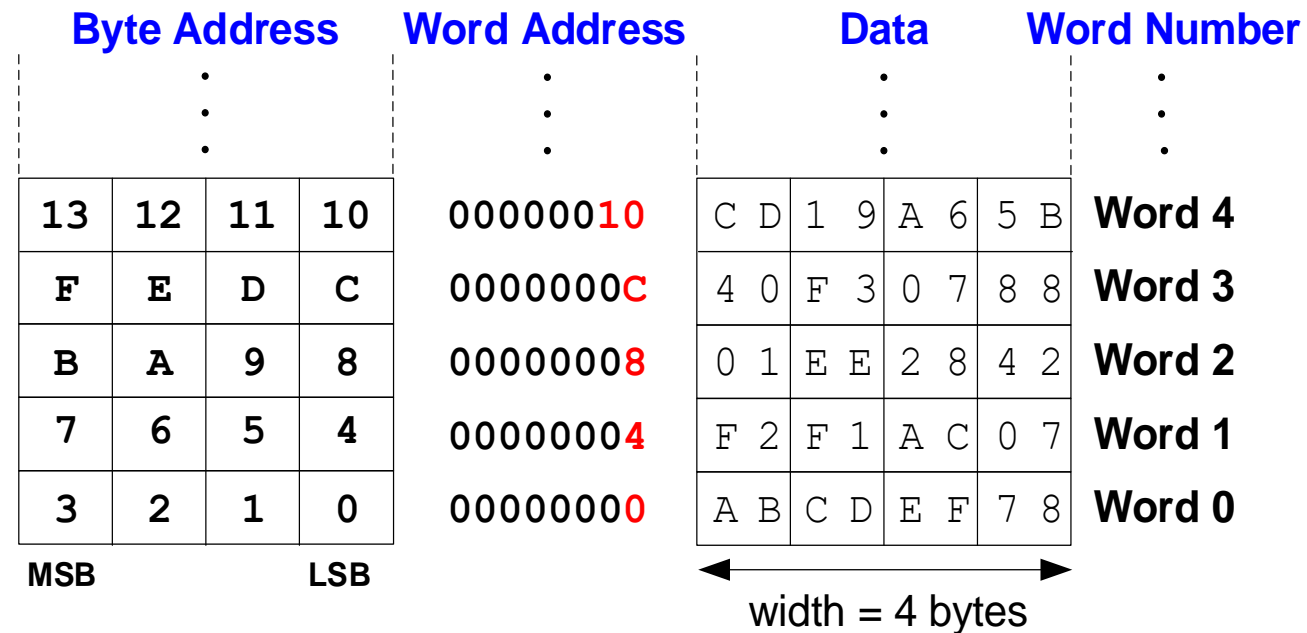 Byte Address Word Address Data Word Number
13 12 11 10 00000010 C D 1 9 A 6 5 B Word 4
F E D C 0000000C 4 0 F 3 0 7 8 8 Word 3
B A 9 8 00000008 0 1 E E 2 8 4 2 Word 2
7 6 5 4 00000004 F 2 F 1 A C 0 7 Word 1
3 2 1 0 00000000 A B C D E F 7 8 Word 0
MSB LSB
width = 4 bytes